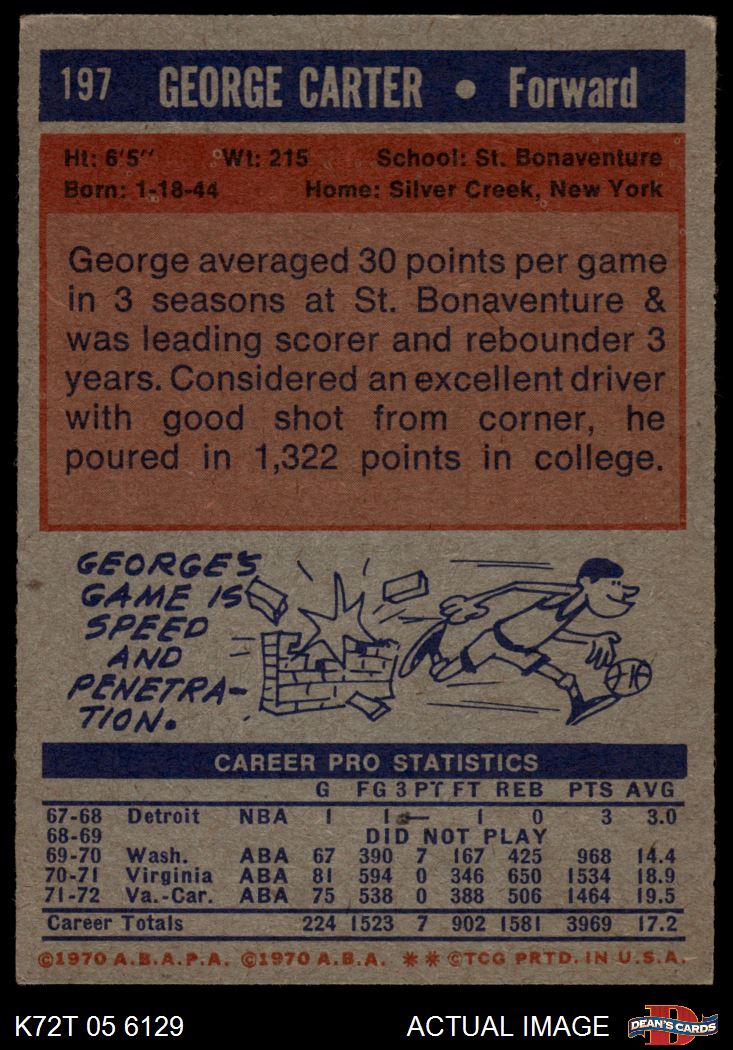 197 GEORGE CARTER • Forward
Ht: 6'5" Wt: 215 School: St. Bonaventure
Born: 1-18-44 Home: Silver Creek, New York
George averaged 30 points per game
in 3 seasons at St. Bonaventure &
was leading scorer and rebounder 3
years. Considered an excellent driver
with good shot from corner, he
poured in 1,322 points in college.
GEORGE'S
GAME IS
SPEED
AND
PENETRA-
TION.
CAREER PRO STATISTICS
G FG 3 PT FT REB PTS AVG
67-68 Detroit NBA 1 1 — 1 0 3 3.0
68-69 DID NOT PLAY
69-70 Wash. ABA 67 390 7 167 425 968 14.4
70-71 Virginia ABA 81 594 0 346 650 1534 18.9
71-72 Va.-Car. ABA 75 538 0 388 506 1464 19.5
Career Totals 224 1523 7 902 1581 3969 17.2
©1970 A.B.A.P.A. ©1970 A.B.A. ** ©TCG PRTD. IN U.S.A.
K72T 05 6129 ACTUAL IMAGE D DEAN'S CARDS